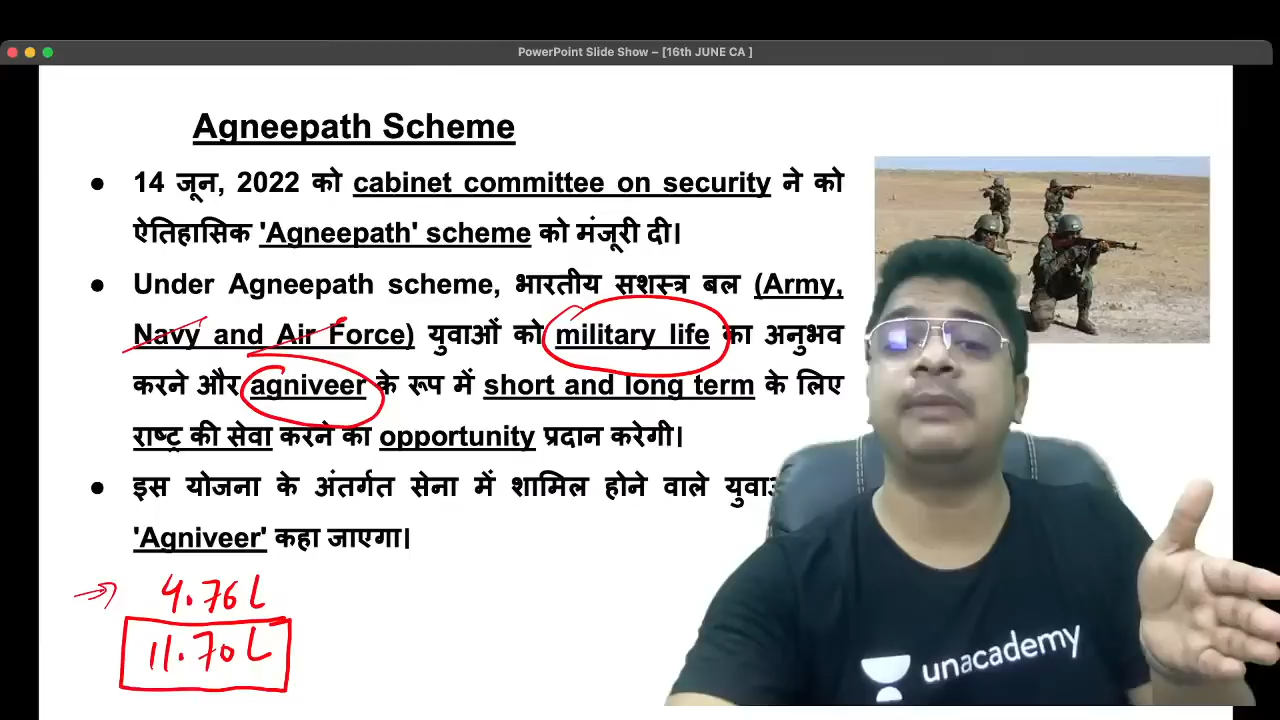 PowerPoint Slide Show – [16th JUNE CA ]
Agneepath Scheme
● 14 जून, 2022 को cabinet committee on security ने को
ऐतिहासिक 'Agneepath' scheme को मंजूरी दी।
● Under Agneepath scheme, भारतीय सशस्त्र बल (Army,
Navy and Air Force) युवाओं को military life का अनुभव
करने और agniveer के रूप में short and long term के लिए
राष्ट्र की सेवा करने का opportunity प्रदान करेगी।
● इस योजना के अंतर्गत सेना में शामिल होने वाले
'Agniveer' कहा जाएगा।
4.76 L
11.70 L
unacademy